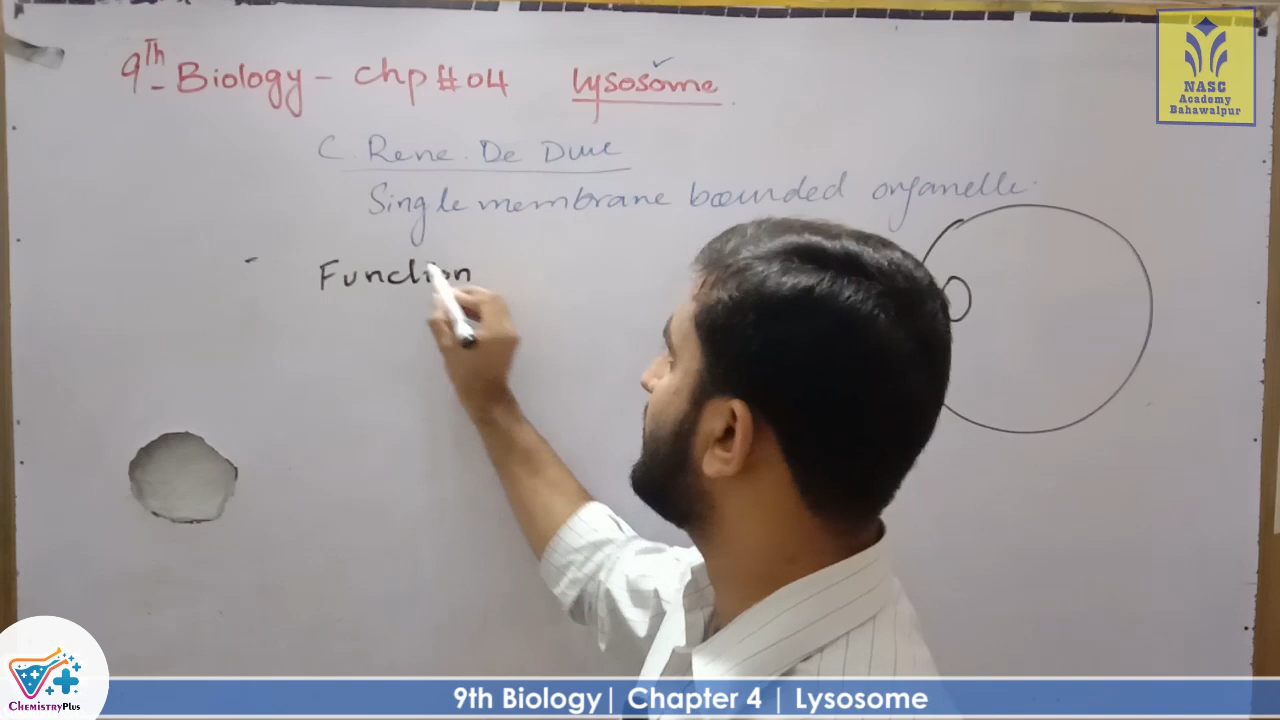 9Th Biology - Chp # 04 Lysosome
C. Rene. De Duve
Single membrane bounded organelle.
- Function
NASC
Academy
Bahawalpur
CHEMISTRYPLUS
9th Biology| Chapter 4 | Lysosome